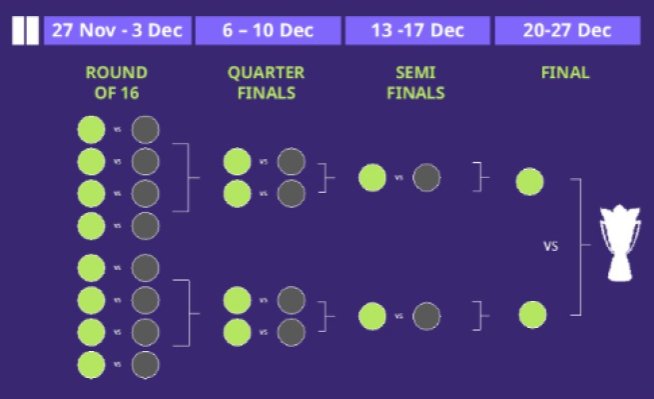 27 Nov - 3 Dec
6 – 10 Dec
13 -17 Dec
20-27 Dec
ROUND
OF 16
QUARTER
FINALS
SEMI
FINALS
FINAL
vs
vs
vs
vs
vs
vs
vs
vs
vs
vs
vs
vs
vs
vs
VS